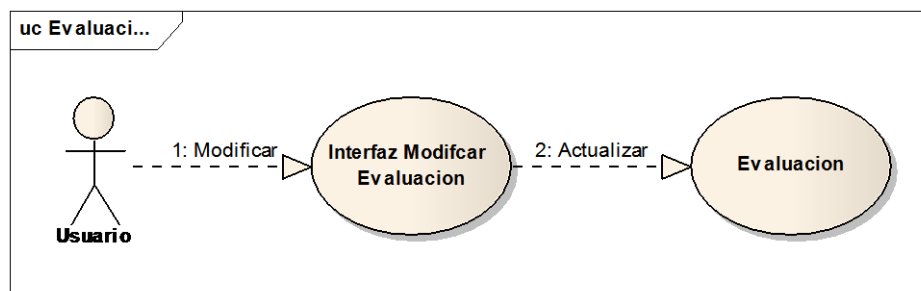 uc Evaluaci...
1: Modificar
Interfaz Modifcar
Evaluacion
2: Actualizar
Evaluacion
Usuario